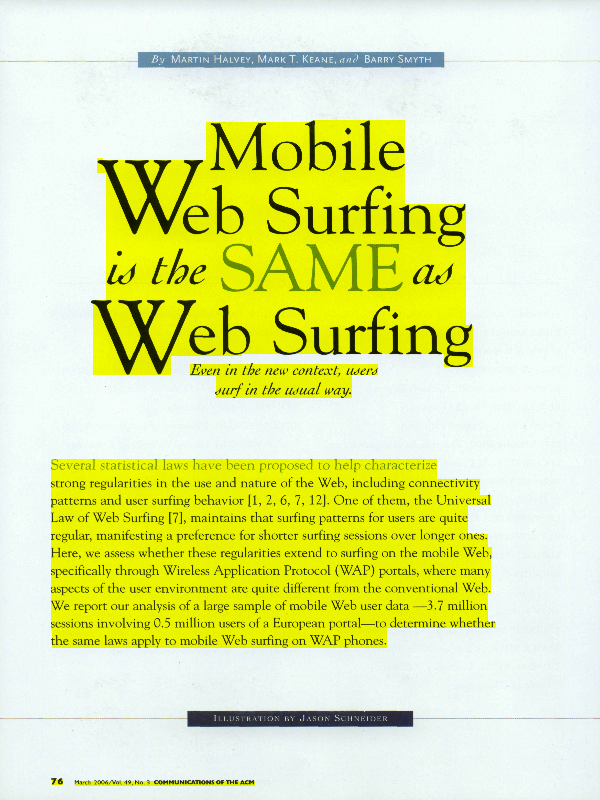 By MARTIN HALVEY, MARK T. KEANE, and BARRY SMYTH
Mobile
Web Surfing
is the SAME as
Web Surfing
Even in the new context, users
surf in the usual way.
Several statistical laws have been proposed to help characterize
strong regularities in the use and nature of the Web, including connectivity
patterns and user surfing behavior [1, 2, 6, 7, 12]. One of them, the Universal
Law of Web Surfing [7], maintains that surfing patterns for users are quite
regular, manifesting a preference for shorter surfing sessions over longer ones.
Here, we assess whether these regularities extend to surfing on the mobile Web,
specifically through Wireless Application Protocol (WAP) portals, where many
aspects of the user environment are quite different from the conventional Web.
We report our analysis of a large sample of mobile Web user data —3.7 million
sessions involving 0.5 million users of a European portal—to determine whether
the same laws apply to mobile Web surfing on WAP phones.
ILLUSTRATION BY JASON SCHNEIDER
76 March 2006/Vol. 49, No. 3 COMMUNICATIONS OF THE ACM